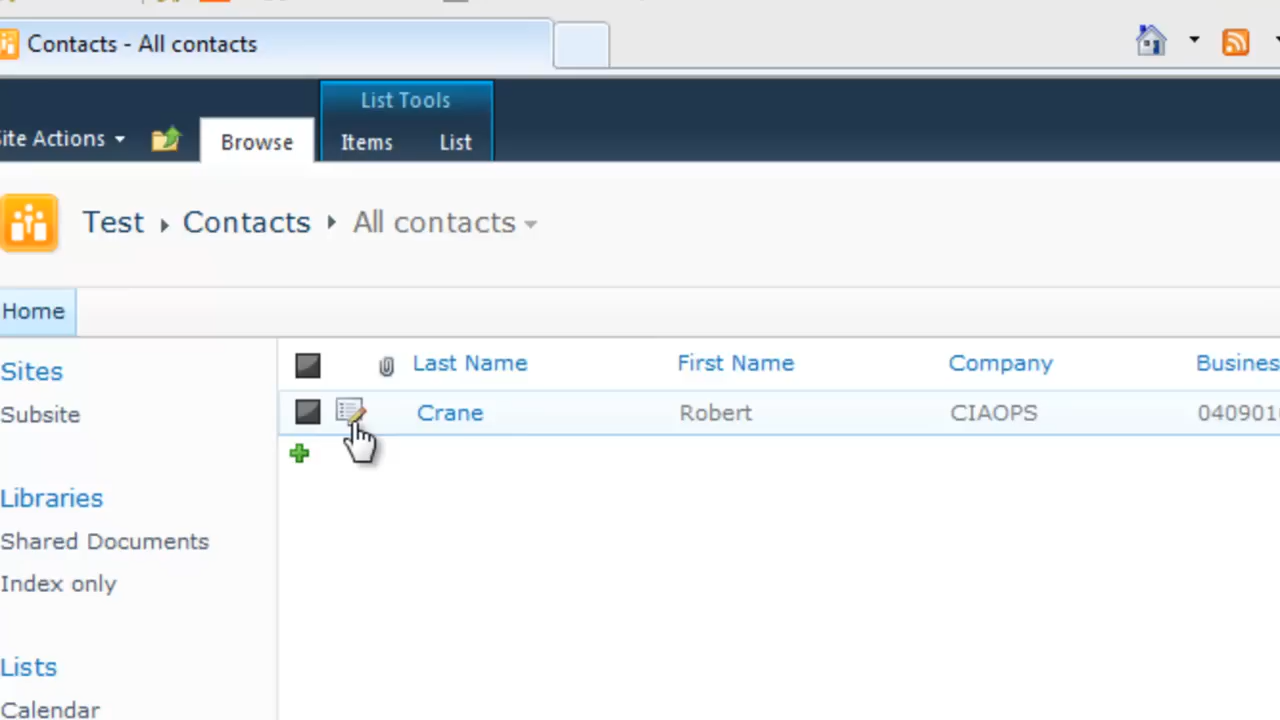 Contacts - All contacts
List Tools
ite Actions
Browse
Items
List
Test ▸ Contacts ▸ All contacts
Home
Sites
Subsite
Libraries
Shared Documents
Index only
Lists
Calendar
Last Name First Name Company Busines
Crane Robert CIAOPS 040901